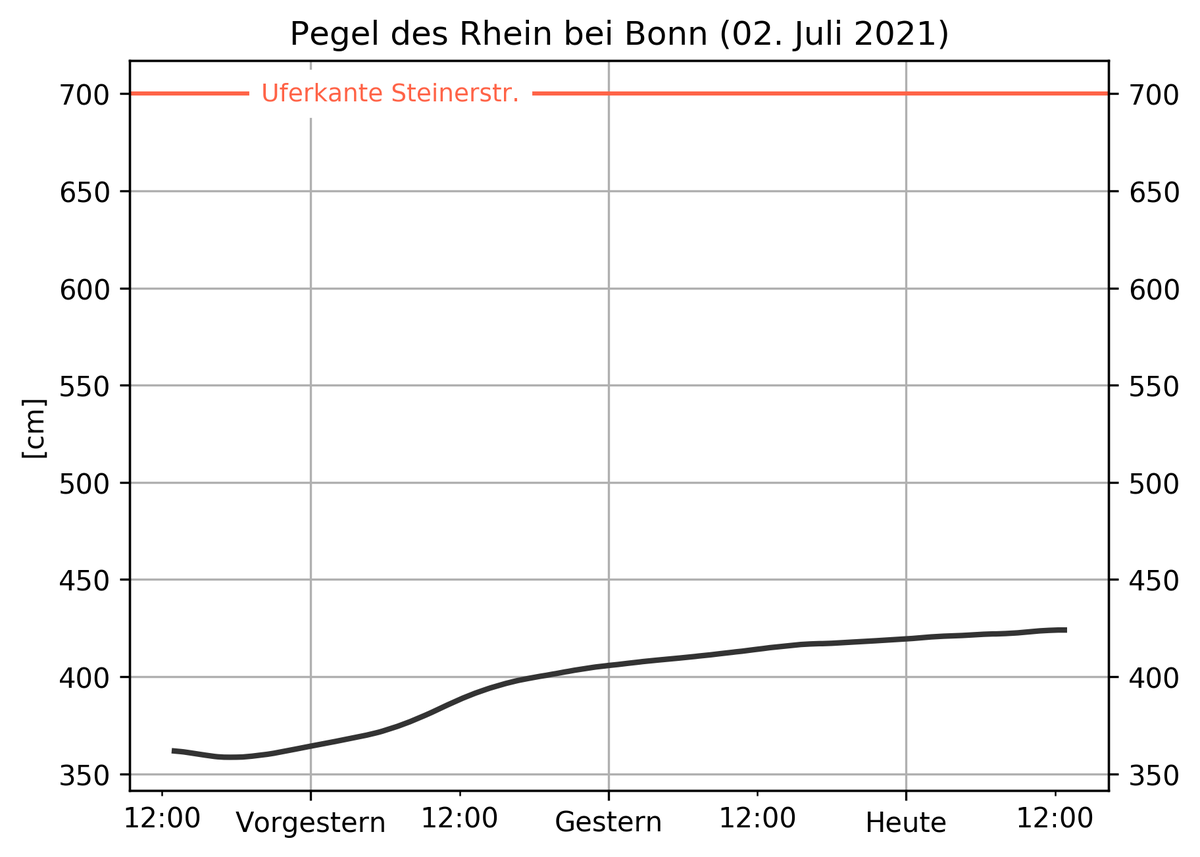 Pegel des Rhein bei Bonn (02. Juli 2021)
700 Uferkante Steinerstr. 700
650 650
600 600
550 550
[cm]
500 500
450 450
400 400
350 350
12:00 Vorgestern 12:00 Gestern 12:00 Heute 12:00